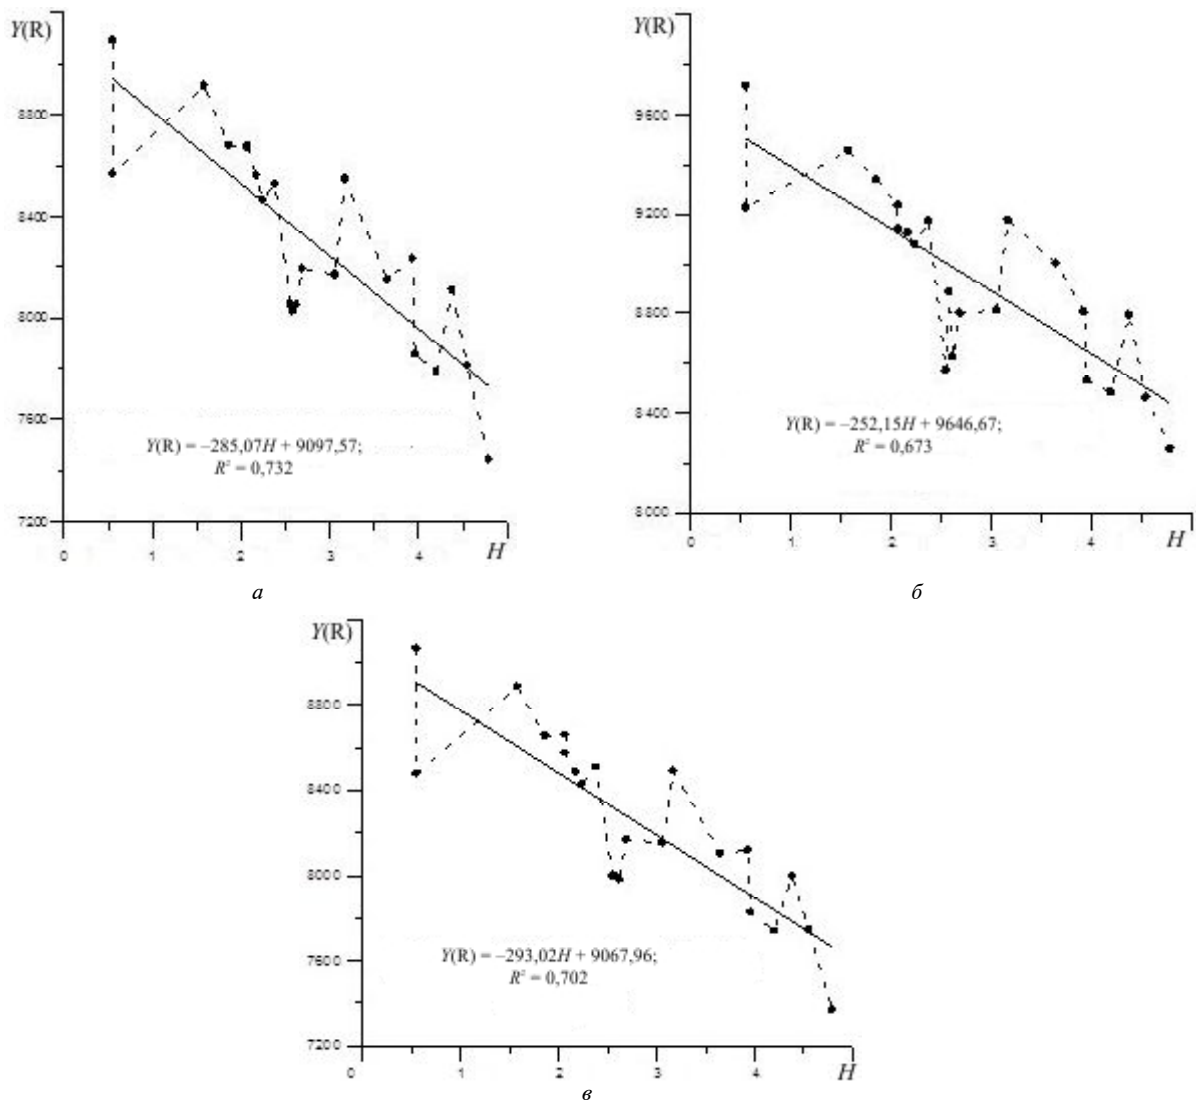 Y(R)
8800
8400
8000
7600
7200
Y(R) = –285,07H + 9097,57;
R² = 0,732
0 1 2 3 4 H
а
Y(R)
9600
9200
8800
8400
8000
Y(R) = –252,15H + 9646,67;
R² = 0,673
0 1 2 3 4 H
б
Y(R)
8800
8400
8000
7600
7200
Y(R) = –293,02H + 9067,96;
R² = 0,702
0 1 2 3 4 H
в